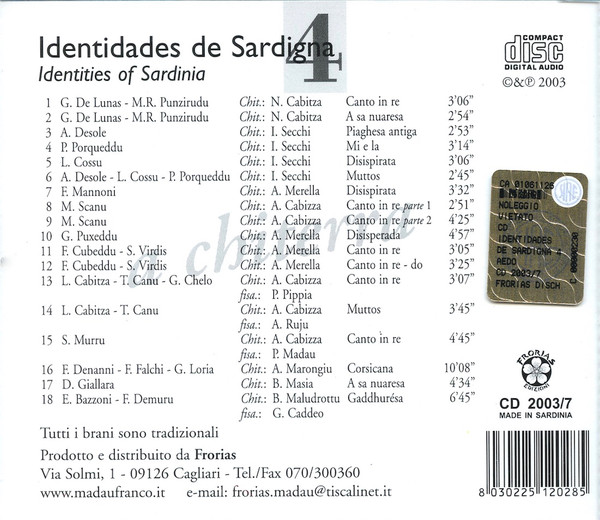 4
Identidades de Sardigna
Identities of Sardinia
COMPACT
disc
DIGITAL AUDIO
©&℗ 2003
a chiterra
1 G. De Lunas - M.R. Punzirudu Chit.: N. Cabitza Canto in re 3'06”
2 G. De Lunas - M.R. Punzirudu Chit.: N. Cabitza A sa nuaresa 2'54”
3 A. Desole Chit.: I. Secchi Piaghesa antiga 2'53”
4 P. Porqueddu Chit.: I. Secchi Mi e la 3'14”
5 L. Cossu Chit.: I. Secchi Disispirata 3'06”
6 A. Desole - L. Cossu - P. Porqueddu Chit.: I. Secchi Muttos 2'45”
7 F. Mannoni Chit.: A. Merella Disispirata 3'32”
8 M. Scanu Chit.: A. Cabizza Canto in re parte 1 2'51”
9 M. Scanu Chit.: A. Cabizza Canto in re parte 2 4'25”
10 G. Puxeddu Chit.: A. Virdis Disisperada 4'57”
11 F. Cubeddu - S. Virdis Chit.: A. Merella Canto in re 3'05”
12 F. Cubeddu - S. Virdis Chit.: A. Merella Canto in re - do 3'25”
13 L. Cabitza - T. Canu - G. Chelo Chit.: A. Cabizza Canto in re 3'07”
fisa.: P. Pippia
14 L. Cabitza - T. Canu Chit.: A. Cabizza Muttos 3'45”
fisa.: A. Ruju
15 S. Murru Chit.: A. Cabizza Canto in re 4'45”
fisa.: P. Madau
16 F. Denanni - F. Falchi - G. Loria Chit.: A. Marongiu Corsicana 10'08”
17 D. Giallara Chit.: B. Masia A sa nuaresa 4'34”
18 E. Bazzoni - F. Demuru Chit.: B. Maludrottu Gaddhurésa 6'45”
fisa.: G. Caddeo
CA 01061126
NOLEGGIO
VIETATO
CD
IDENTIDADES
DE SARDIGNA 4
AEDO
CD 2003/7
FRORIAS DISCH
SIAE
FRORIAS
EDIZIONI
CD 2003/7
MADE IN SARDINIA
Tutti i brani sono tradizionali
Prodotto e distribuito da Frorias
Via Solmi, 1 - 09126 Cagliari - Tel./Fax 070/300360
www.madaufranco.it e-mail: frorias.madau@tiscalinet.it
8 030225 120285